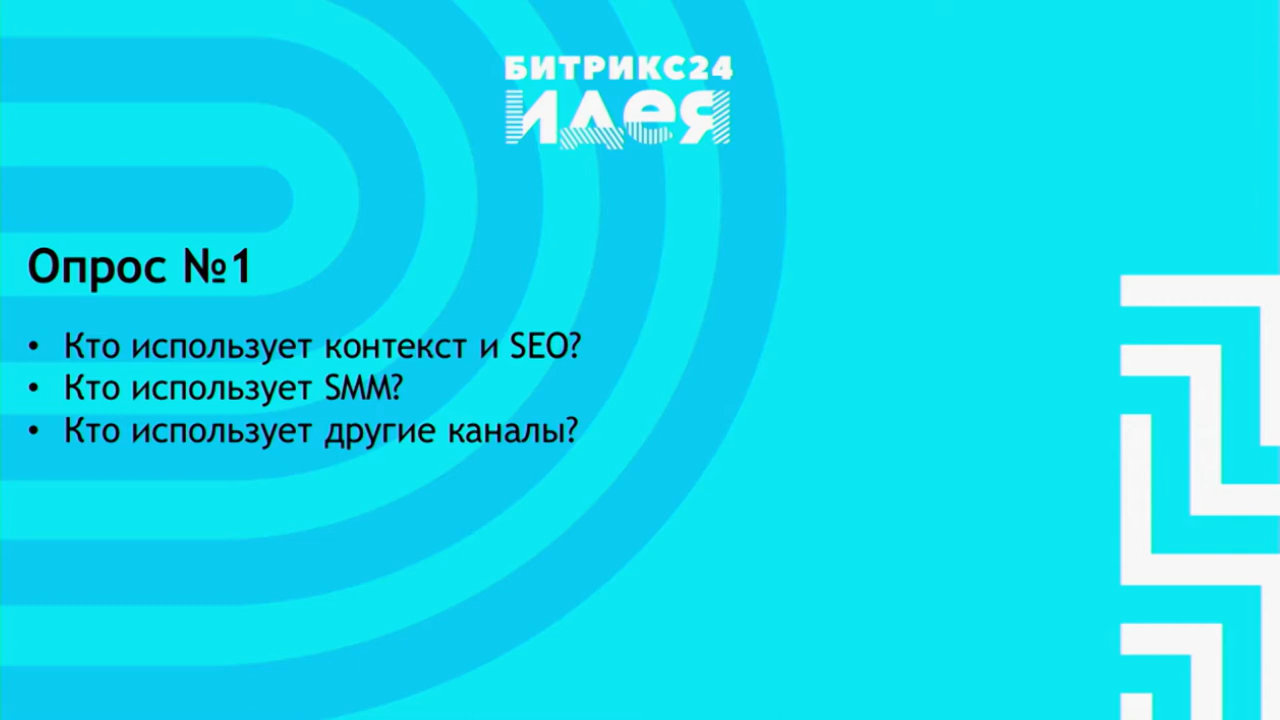 БИТРИКС24
идея
Опрос №1
• Кто использует контекст и SEO?
• Кто использует SMM?
• Кто использует другие каналы?